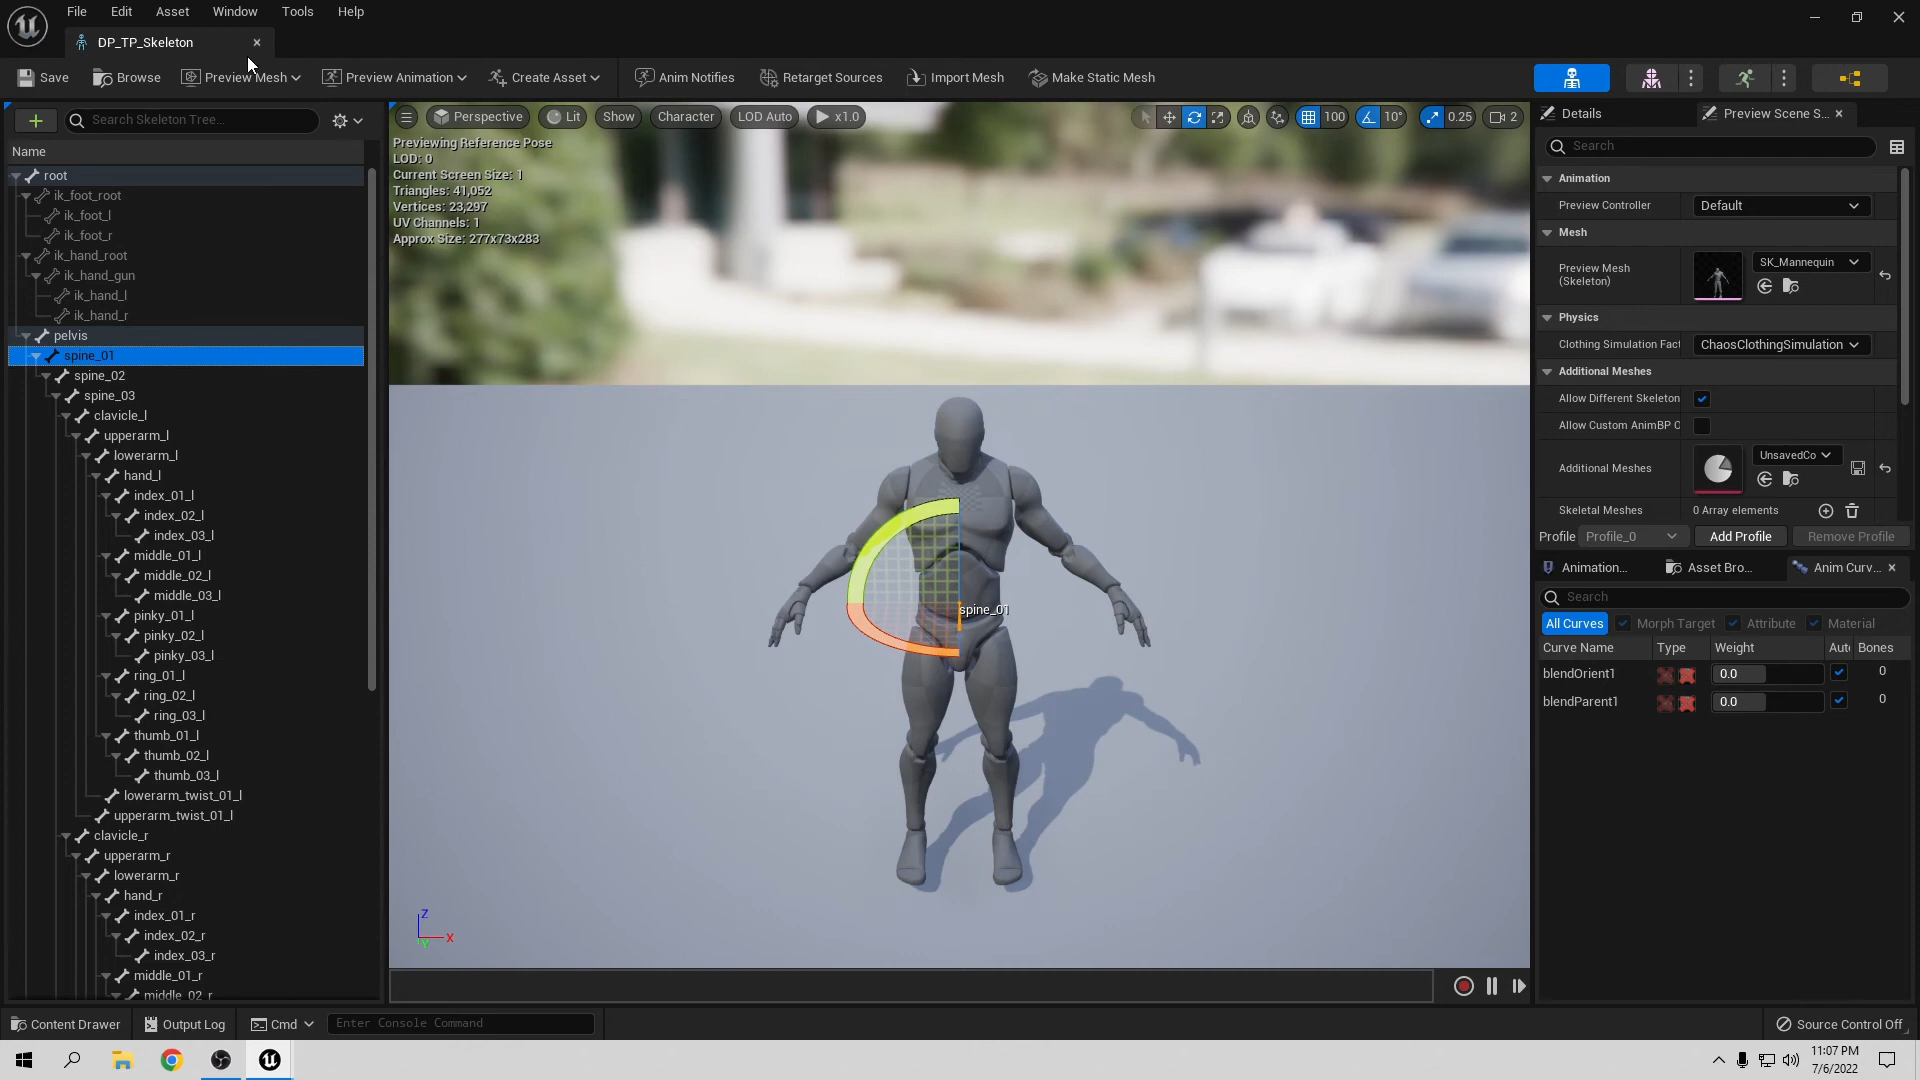 File Edit Asset Window Tools Help
DP_TP_Skeleton
Save Browse Preview Mesh Preview Animation Create Asset Anim Notifies Retarget Sources Import Mesh Make Static Mesh
Search Skeleton Tree...
Name
root
ik_foot_root
ik_foot_l
ik_foot_r
ik_hand_root
ik_hand_gun
ik_hand_l
ik_hand_r
pelvis
spine_01
spine_02
spine_03
clavicle_l
upperarm_l
lowerarm_l
hand_l
index_01_l
index_02_l
index_03_l
middle_01_l
middle_02_l
middle_03_l
pinky_01_l
pinky_02_l
pinky_03_l
ring_01_l
ring_02_l
ring_03_l
thumb_01_l
thumb_02_l
thumb_03_l
lowerarm_twist_01_l
upperarm_twist_01_l
clavicle_r
upperarm_r
lowerarm_r
hand_r
index_01_r
index_02_r
index_03_r
middle_01_r
middle_02_r
Perspective Lit Show Character LOD Auto x1.0 100 10° 0.25 2
Previewing Reference Pose
LOD: 0
Current Screen Size: 1
Triangles: 41,052
Vertices: 23,297
UV Channels: 1
Approx Size: 277x73x283
spine_01
Z
X
Y
Details Preview Scene S...
Search
Animation
Preview Controller Default
Mesh
Preview Mesh
(Skeleton)
SK_Mannequin
Physics
Clothing Simulation Fact ChaosClothingSimulation
Additional Meshes
Allow Different Skeleton
Allow Custom AnimBP C
Additional Meshes UnsavedCo
Skeletal Meshes 0 Array elements
Profile Profile_0 Add Profile Remove Profile
Animation... Asset Bro... Anim Curv...
Search
All Curves Morph Target Attribute Material
Curve Name Type Weight Auto Bones
blendOrient1 0.0 0
blendParent1 0.0 0
Content Drawer Output Log Cmd Enter Console Command Source Control Off
11:07 PM
7/6/2022